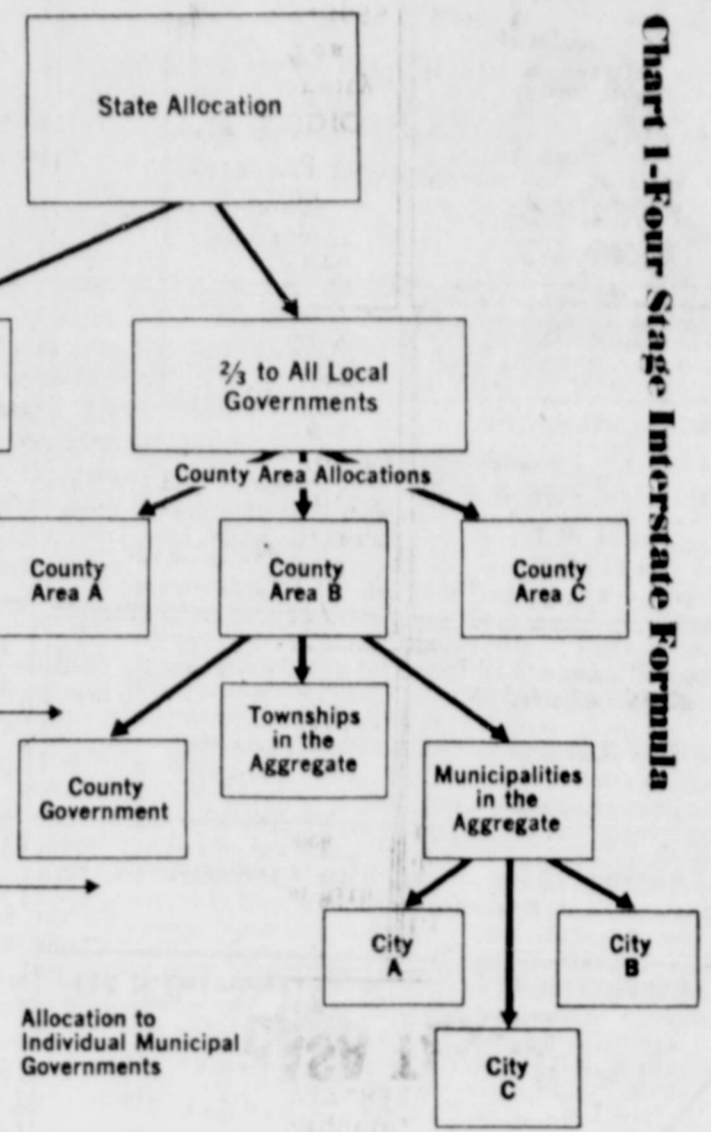 Chart 1-Four Stage Interstate Formula
State Allocation
⅔ to All Local
Governments
County Area Allocations
County
Area A
County
Area B
County
Area C
Townships
in the
Aggregate
County
Government
Municipalities
in the
Aggregate
City
A
City
B
Allocation to
Individual Municipal
Governments
City
C